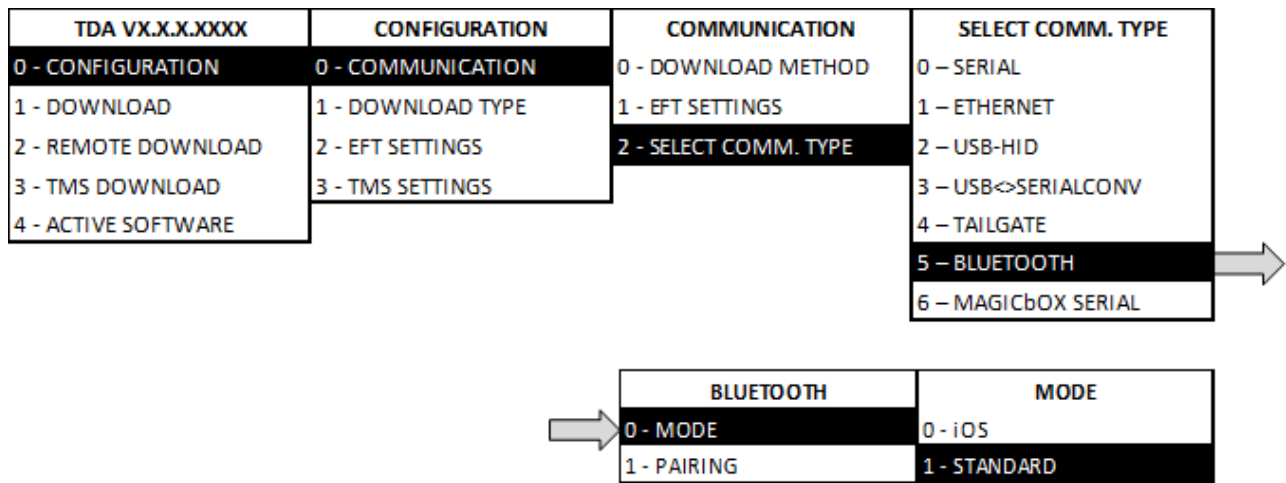 TDA VX.X.X.XXXX
0 - CONFIGURATION
1 - DOWNLOAD
2 - REMOTE DOWNLOAD
3 - TMS DOWNLOAD
4 - ACTIVE SOFTWARE
CONFIGURATION
0 - COMMUNICATION
1 - DOWNLOAD TYPE
2 - EFT SETTINGS
3 - TMS SETTINGS
COMMUNICATION
0 - DOWNLOAD METHOD
1 - EFT SETTINGS
2 - SELECT COMM. TYPE
SELECT COMM. TYPE
0 – SERIAL
1 – ETHERNET
2 – USB-HID
3 – USB<>SERIALCONV
4 – TAILGATE
5 – BLUETOOTH
6 – MAGICbOX SERIAL
BLUETOOTH
0 - MODE
1 - PAIRING
MODE
0 - iOS
1 - STANDARD